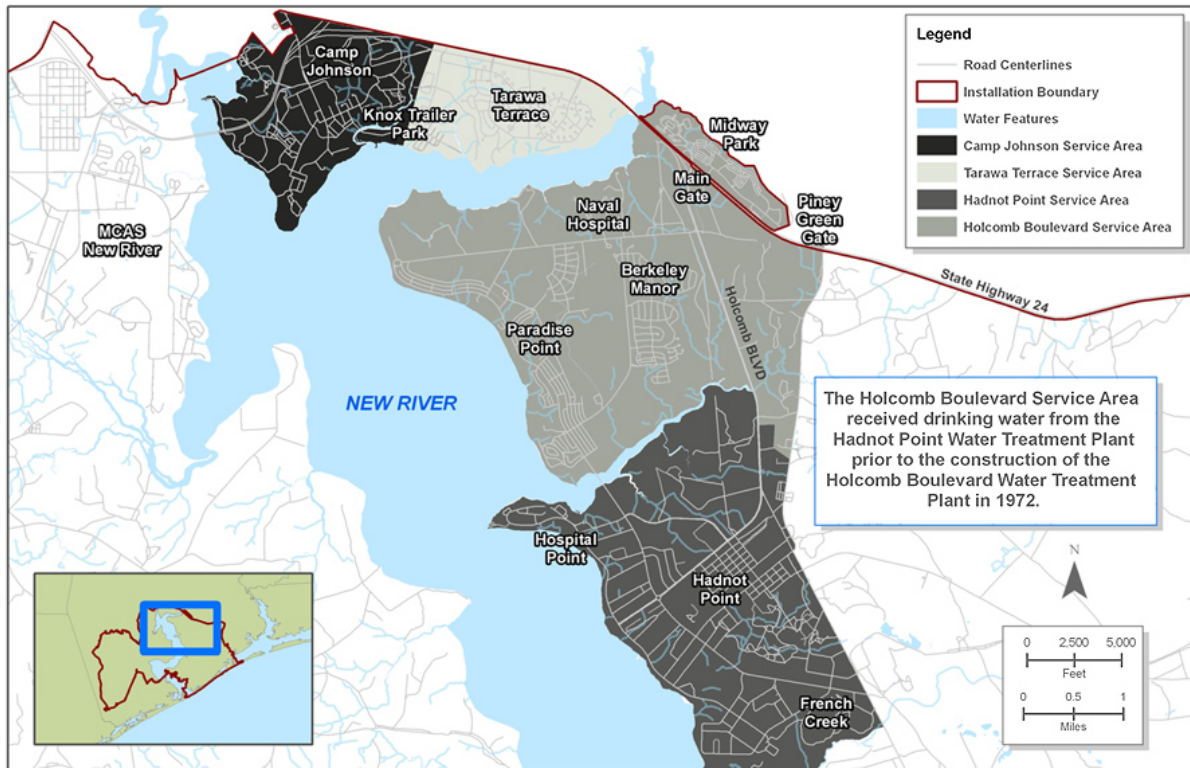 Camp
Johnson
Knox Trailer
Park
Tarawa
Terrace
Midway
Park
Main
Gate
Piney
Green
Gate
Naval
Hospital
MCAS
New River
Berkeley
Manor
Paradise
Point
Holcomb BLVD
State Highway 24
NEW RIVER
Hospital
Point
Hadnot
Point
French
Creek
Legend
Road Centerlines
Installation Boundary
Water Features
Camp Johnson Service Area
Tarawa Terrace Service Area
Hadnot Point Service Area
Holcomb Boulevard Service Area
The Holcomb Boulevard Service Area
received drinking water from the
Hadnot Point Water Treatment Plant
prior to the construction of the
Holcomb Boulevard Water Treatment
Plant in 1972.
N
0 2,500 5,000
Feet
0 0.5 1
Miles